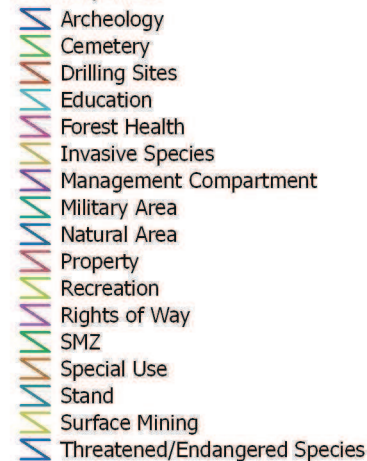 Archeology
Cemetery
Drilling Sites
Education
Forest Health
Invasive Species
Management Compartment
Military Area
Natural Area
Property
Recreation
Rights of Way
SMZ
Special Use
Stand
Surface Mining
Threatened/Endangered Species